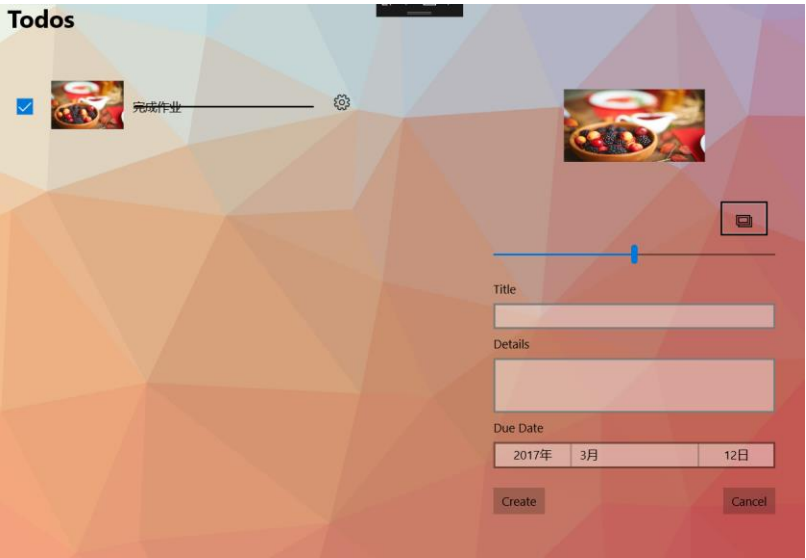 Todos
完成作业
Title
Details
Due Date
2017年 3月 12日
Create Cancel